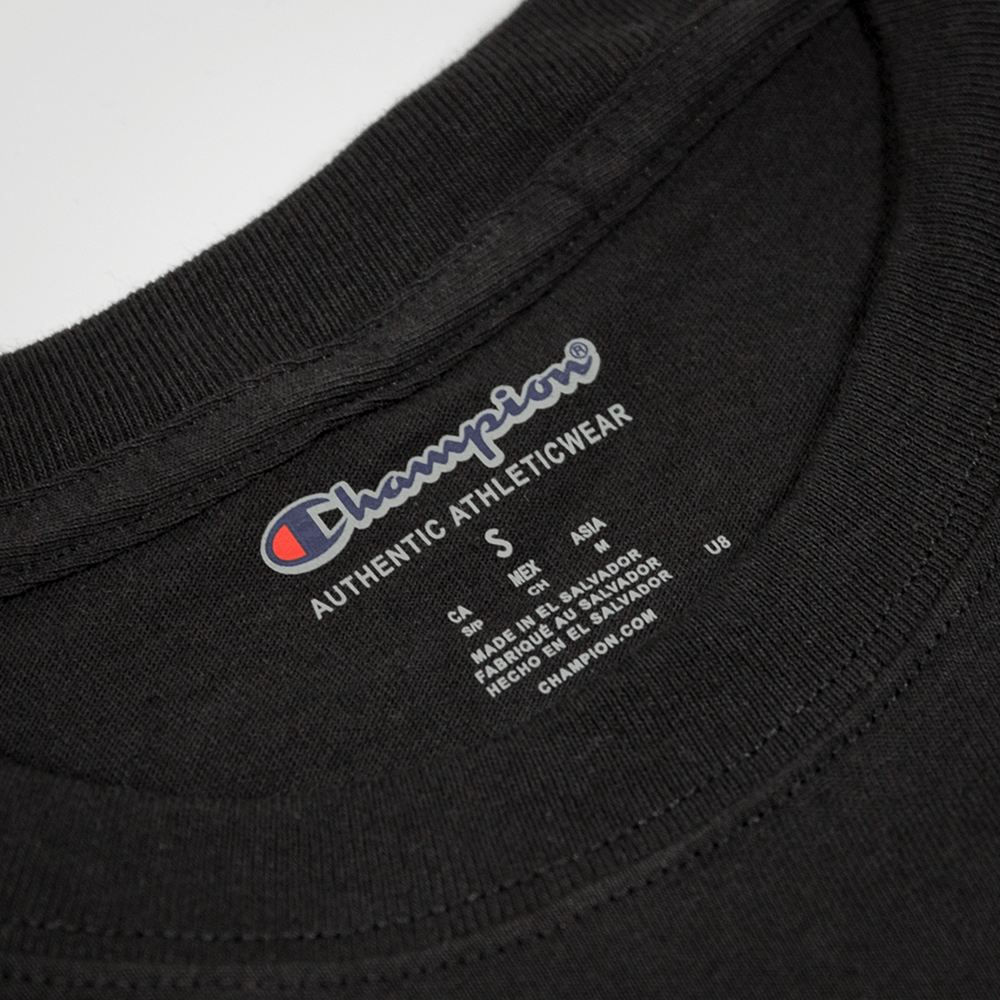 Champion®
AUTHENTIC ATHLETICWEAR
S
CA MEX ASIA
S/P CH M
MADE IN EL SALVADOR U8
FABRIQUÉ AU SALVADOR
HECHO EN EL SALVADOR
CHAMPION.COM